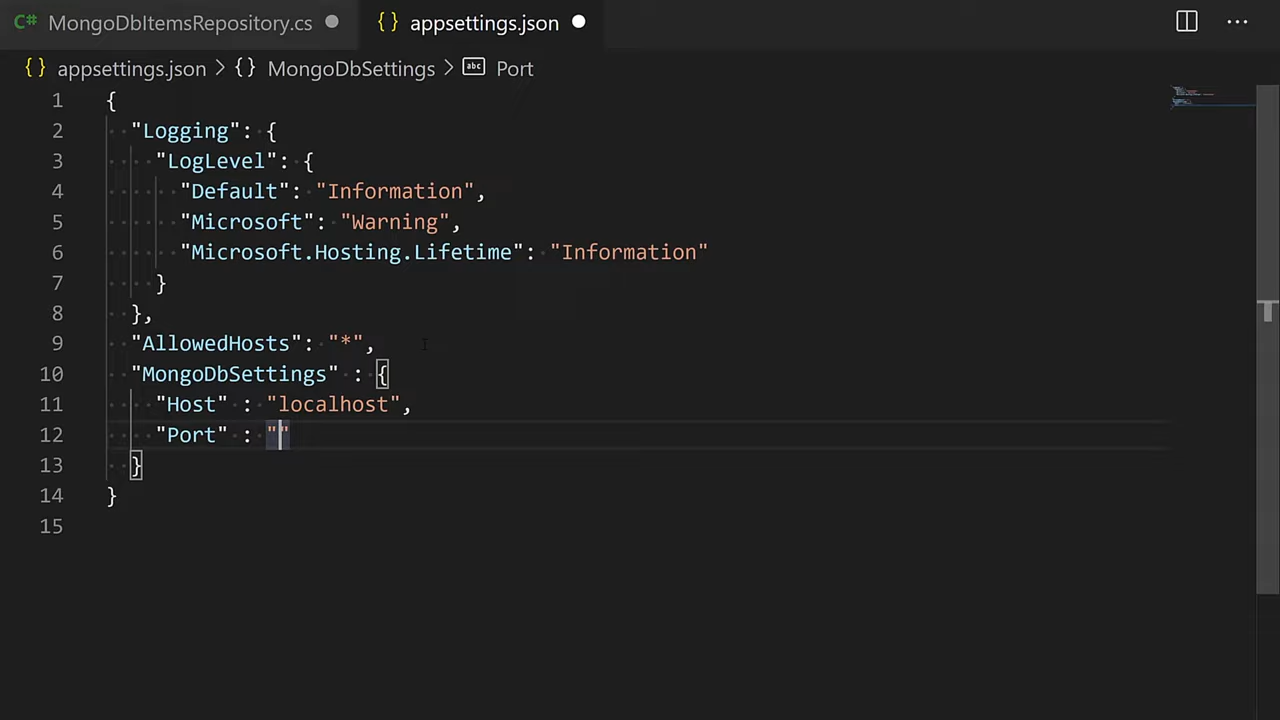 C# MongoDbItemsRepository.cs
{} appsettings.json
...
{} appsettings.json > {} MongoDbSettings > abc Port
1 {
2 "Logging": {
3 "LogLevel": {
4 "Default": "Information",
5 "Microsoft": "Warning",
6 "Microsoft.Hosting.Lifetime": "Information"
7 }
8 },
9 "AllowedHosts": "*",
10 "MongoDbSettings" : {
11 "Host" : "localhost",
12 "Port" : ""
13 }
14 }
15